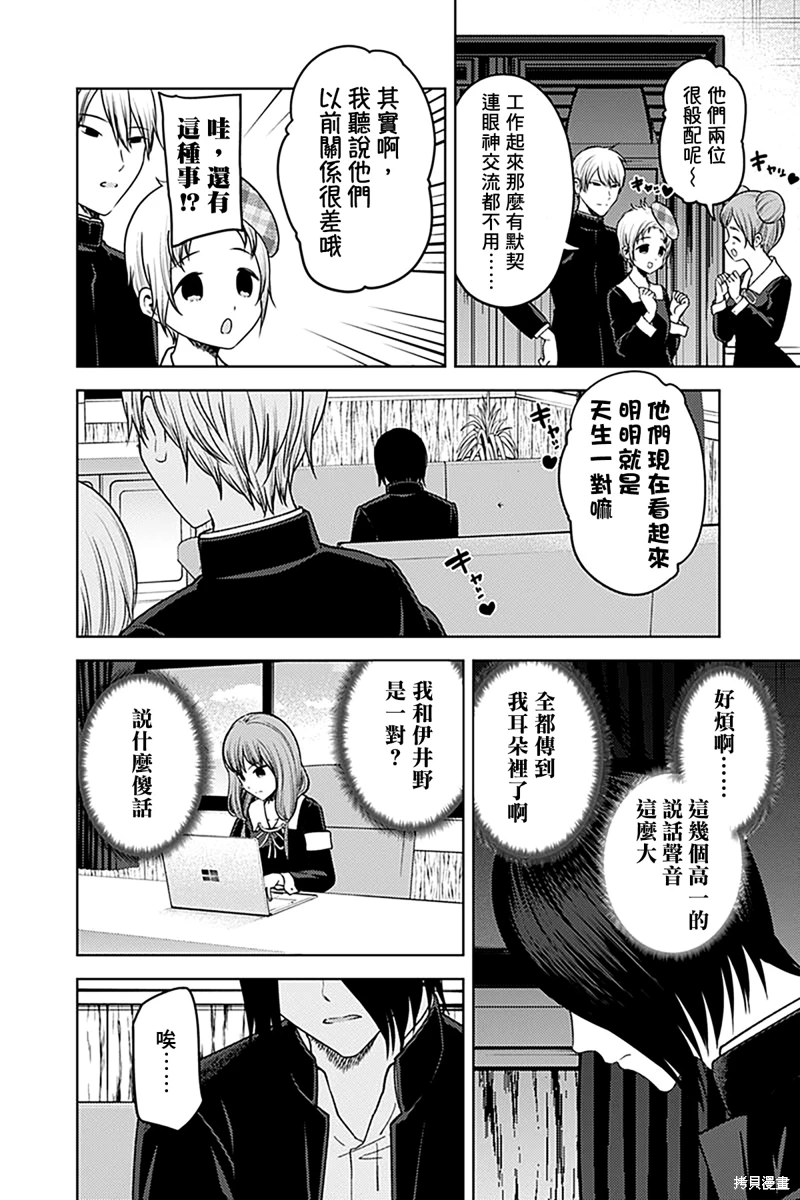 他們兩位
很般配呢～
工作起來那麼有默契
連眼神交流都不用……
キャッ
キャッ
其實啊，
我聽說他們
以前關係很差哦
哇，還有
這種事!?
他們現在看起來
明明就是
天生一對嘛
キャッ
キャッ
好煩啊……
這幾個高一的
說話聲音
這麼大
全都傳到
我耳朵裡了啊
我和伊井野
是一對？
說什麼傻話
唉……
拷貝漫畫